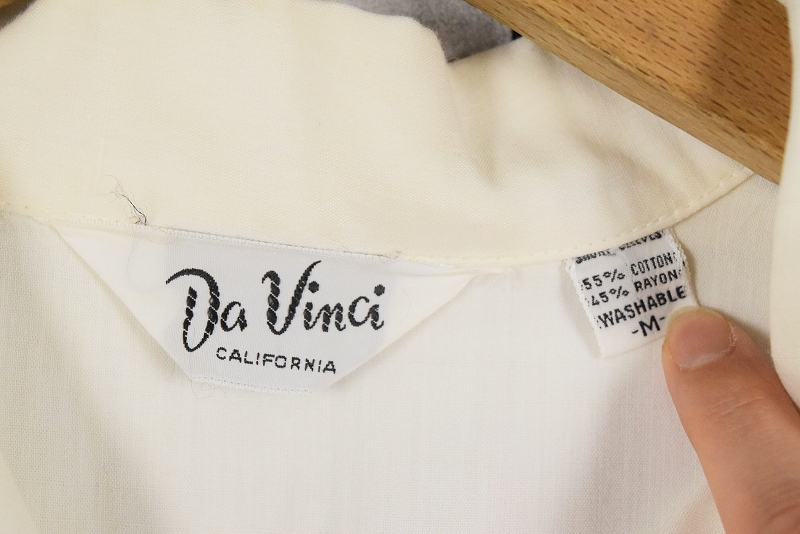 Da Vinci
CALIFORNIA
SHORT SLEEVES
55% COTTON
45% RAYON
WASHABLE
-M-